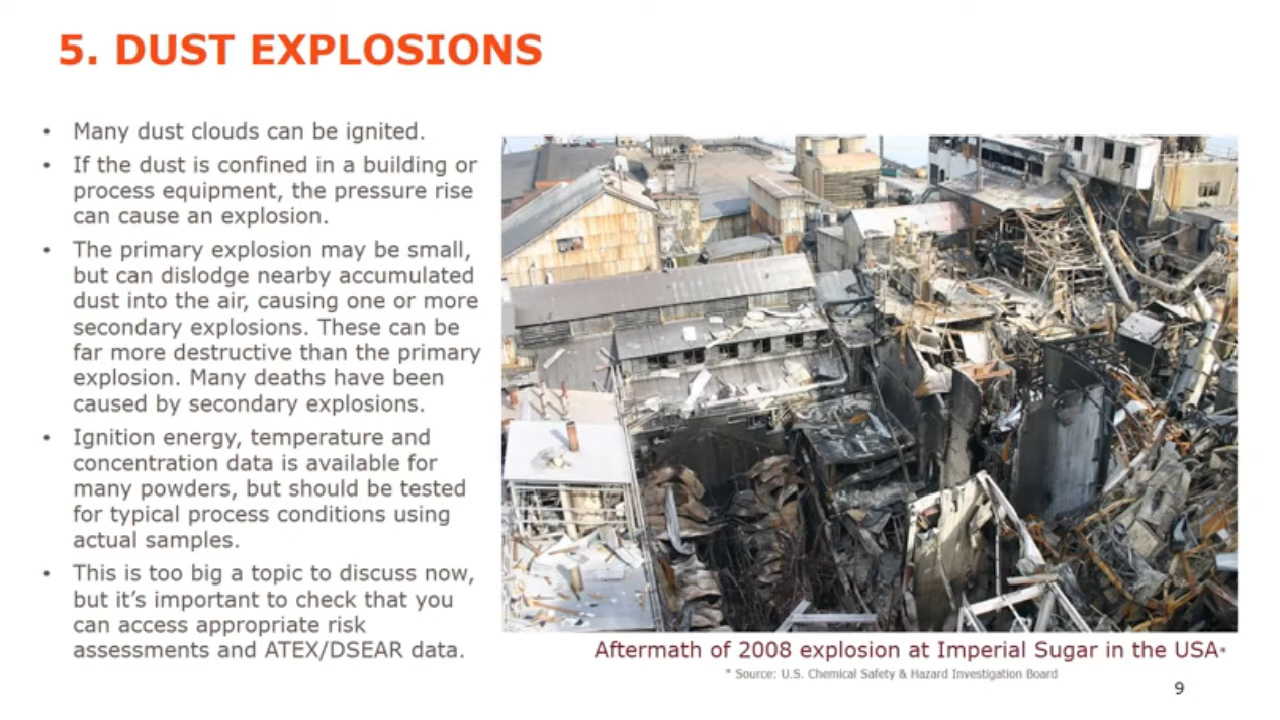 5. DUST EXPLOSIONS
• Many dust clouds can be ignited.
• If the dust is confined in a building or
process equipment, the pressure rise
can cause an explosion.
• The primary explosion may be small,
but can dislodge nearby accumulated
dust into the air, causing one or more
secondary explosions. These can be
far more destructive than the primary
explosion. Many deaths have been
caused by secondary explosions.
• Ignition energy, temperature and
concentration data is available for
many powders, but should be tested
for typical process conditions using
actual samples.
• This is too big a topic to discuss now,
but it’s important to check that you
can access appropriate risk
assessments and ATEX/DSEAR data.
Aftermath of 2008 explosion at Imperial Sugar in the USA*
* Source: U.S. Chemical Safety & Hazard Investigation Board
9